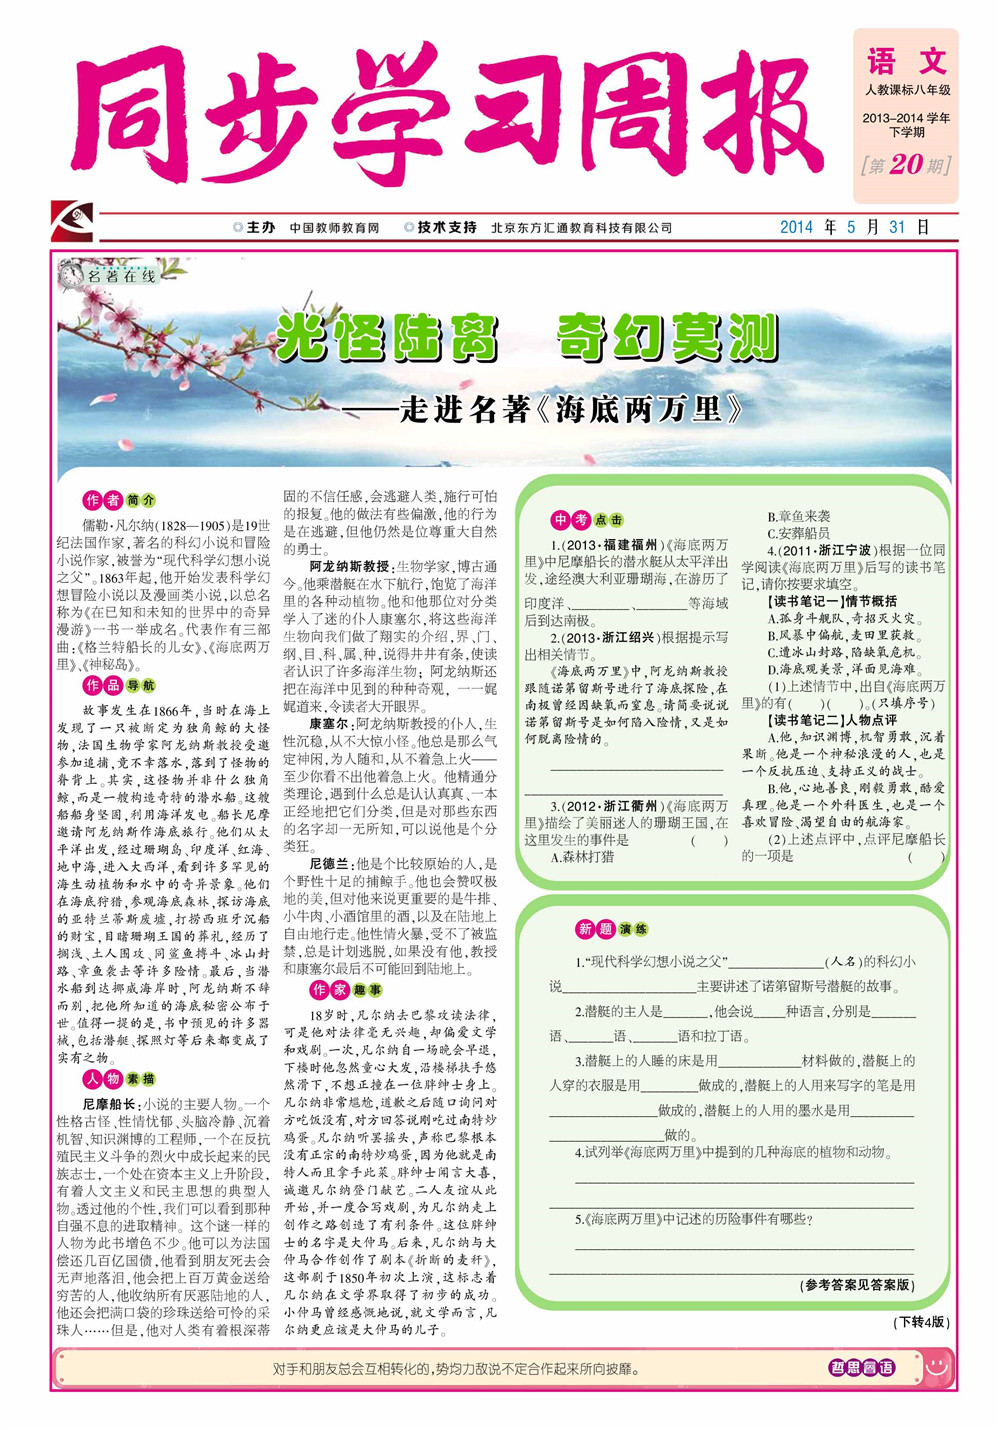 同步学习周报
语 文
人教课标八年级
2013-2014 学年
下学期
[第20期]
◎主办 中国教师教育网 ◎技术支持 北京东方汇通教育科技有限公司
2014 年 5 月 31 日
名著在线
光怪陆离 奇幻莫测
——走进名著《海底两万里》
作者简介
儒勒·凡尔纳(1828—1905)是19世
纪法国作家,著名的科幻小说和冒险
小说作家,被誉为“现代科学幻想小说
之父”。1863年起,他开始发表科学幻
想冒险小说以及漫画类小说,以总名
称为《在已知和未知的世界中的奇异
漫游》一书一举成名。代表作有三部
曲:《格兰特船长的儿女》、《海底两万
里》、《神秘岛》。
作品导航
故事发生在1866年,当时在海上
发现了一只被断定为独角鲸的大怪
物,法国生物学家阿龙纳斯教授受邀
参加追捕,竟不幸落水,落到了怪物的
脊背上。其实,这怪物并非什么独角
鲸,而是一艘构造奇特的潜水船。这艘
船船身坚固,利用海洋发电。船长尼摩
邀请阿龙纳斯作海底旅行。他们从太
平洋出发,经过珊瑚岛、印度洋、红海、
地中海,进入大西洋,看到许多罕见的
海生动植物和水中的奇异景象。他们
在海底狩猎,参观海底森林,探访海底
的亚特兰蒂斯废墟,打捞西班牙沉船
的财宝,目睹珊瑚王国的葬礼,经历了
搁浅、土人围攻、同鲨鱼搏斗、冰山封
路、章鱼袭击等许多险情。最后,当潜
水船到达挪威海岸时,阿龙纳斯不辞
而别,把他所知道的海底秘密公布于
世。值得一提的是,书中预见的许多器
械,包括潜艇、探照灯等后来都变成了
实有之物。
人物素描
尼摩船长:小说的主要人物。一个
性格古怪、性情忧郁、头脑冷静、沉着
机智、知识渊博的工程师,一个在反抗
殖民主义斗争的烈火中成长起来的民
族志士,一个处在资本主义上升阶段,
有着人文主义和民主思想的典型人
物。透过他的个性,我们可以看到那种
自强不息的进取精神。这个谜一样的
人物为此书增色不少。他可以为法国
偿还几百亿国债,他看到朋友死去会
无声地落泪,他会把上百万黄金送给
穷苦的人,他收纳所有厌恶陆地的人,
他还会把满口袋的珍珠送给可怜的采
珠人……但是,他对人类有着根深蒂
固的不信任感,会逃避人类,施行可怕
的报复。他的做法有些偏激,他的行为
是在逃避,但他仍然是位尊重大自然
的勇士。
阿龙纳斯教授:生物学家,博古通
今。他乘潜艇在水下航行,饱览了海洋
里的各种动植物。他和他那位对分类
学入了迷的仆人康塞尔,将这些海洋
生物向我们做了翔实的介绍,界、门、
纲、目、科、属、种,说得井井有条,使读
者认识了许多海洋生物;阿龙纳斯还
把在海洋中见到的种种奇观,一一娓
娓道来,令读者大开眼界。
康塞尔:阿龙纳斯教授的仆人,生
性沉稳,从不大惊小怪。他总是那么气
定神闲,为人随和,从不着急上火——
至少你看不出他着急上火。他精通分
类理论,遇到什么总是认认真真、一本
正经地把它们分类,但是对那些东西
的名字却一无所知,可以说他是个分
类狂。
尼德兰:他是个比较原始的人,是
个野性十足的捕鲸手。他也会赞叹极
地的美,但对他来说更重要的是牛排、
小牛肉、小酒馆里的酒,以及在陆地上
自由地行走。他性情火暴,受不了被监
禁,总是计划逃脱,如果没有他,教授
和康塞尔最后不可能回到陆地上。
作家趣事
18岁时,凡尔纳去巴黎攻读法律,
可是他对法律毫无兴趣,却偏爱文学
和戏剧。一次,凡尔纳自一场晚会早退,
下楼时他忽然童心大发,沿楼梯扶手悠
然滑下,不想正撞在一位胖绅士身上。
凡尔纳非常尴尬,道歉之后随口询问对
方吃饭没有,对方回答说刚吃过南特炒
鸡蛋。凡尔纳听罢摇头,声称巴黎根本
没有正宗的南特炒鸡蛋,因为他就是南
特人而且拿手此菜。胖绅士闻言大喜,
诚邀凡尔纳登门献艺。二人友谊从此
开始,并一度合写戏剧,为凡尔纳走上
创作之路创造了有利条件。这位胖绅
士的名字是大仲马。后来,凡尔纳与大
仲马合作创作了剧本《折断的麦秆》,
这部剧于1850年初次上演,这标志着
凡尔纳在文学界取得了初步的成功。
小仲马曾经感慨地说,就文学而言,凡
尔纳更应该是大仲马的儿子。
中考点击
1.(2013·福建福州)《海底两万
里》中尼摩船长的潜水艇从太平洋出
发,途经澳大利亚珊瑚海,在游历了
印度洋、________、________等海域
后到达南极。
2.(2013·浙江绍兴)根据提示写
出相关情节。
《海底两万里》中,阿龙纳斯教授
跟随诺第留斯号进行了海底探险,在
南极曾经因缺氧而窒息。请简要说说
诺第留斯号是如何陷入险情,又是如
何脱离险情的。
3.(2012·浙江衢州)《海底两万
里》描绘了美丽迷人的珊瑚王国,在
这里发生的事件是 ( )
A.森林打猎
B.章鱼来袭
C.安葬船员
4.(2011·浙江宁波)根据一位同
学阅读《海底两万里》后写的读书笔
记,请你按要求填空。
【读书笔记一】情节概括
A.孤身斗舰队,奇招灭火灾。
B.风暴中偏航,麦田里获救。
C.遭冰山封路,陷缺氧危机。
D.海底观美景,洋面见海难。
(1)上述情节中,出自《海底两万
里》的有( )( )。(只填序号)
【读书笔记二】人物点评
A.他,知识渊博,机智勇敢,沉着
果断。他是一个神秘浪漫的人,也是
一个反抗压迫、支持正义的战士。
B.他,心地善良,刚毅勇敢,酷爱
真理。他是一个外科医生,也是一个
喜欢冒险、渴望自由的航海家。
(2)上述点评中,点评尼摩船长
的一项是 ( )
新题演练
1.“现代科学幻想小说之父”______________(人名)的科幻小
说____________________主要讲述了诺第留斯号潜艇的故事。
2.潜艇的主人是______,他会说____种语言,分别是______
语、______语、______语和拉丁语。
3.潜艇上的人睡的床是用____________材料做的,潜艇上的
人穿的衣服是用________做成的,潜艇上的人用来写字的笔是用
________________做成的,潜艇上的人用的墨水是用__________
________________做的。
4.试列举《海底两万里》中提到的几种海底的植物和动物。
5.《海底两万里》中记述的历险事件有哪些?
(参考答案见答案版)
(下转4版)
对手和朋友总会互相转化的,势均力敌说不定合作起来所向披靡。
哲思图语